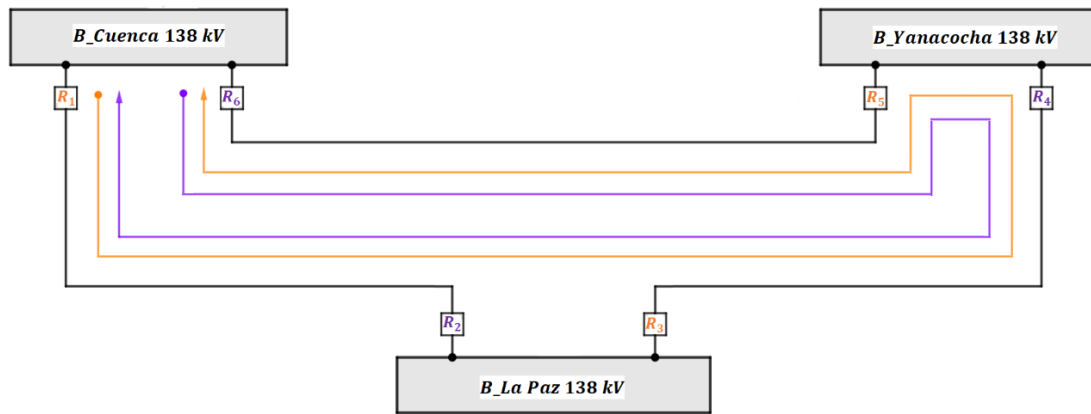 B_Cuenca 138 kV
B_Yanacocha 138 kV
R1
R6
R5
R4
R2
R3
B_La Paz 138 kV